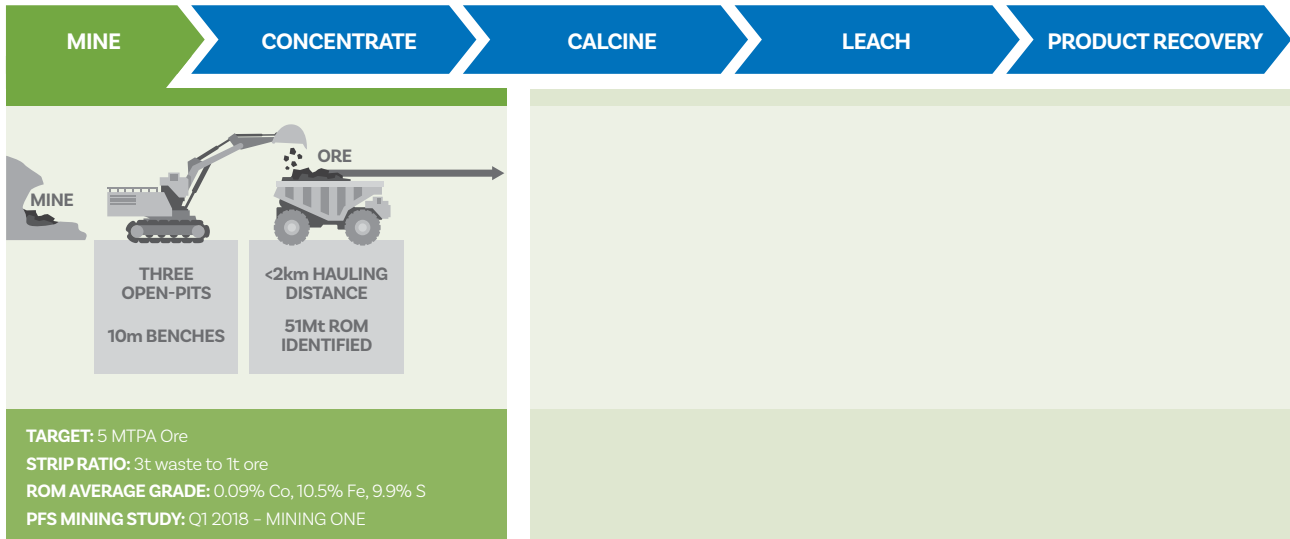 MINE
CONCENTRATE
CALCINE
LEACH
PRODUCT RECOVERY
ORE
MINE
THREE
OPEN-PITS
10m BENCHES
<2km HAULING
DISTANCE
51Mt ROM
IDENTIFIED
TARGET: 5 MTPA Ore
STRIP RATIO: 3t waste to 1t ore
ROM AVERAGE GRADE: 0.09% Co, 10.5% Fe, 9.9% S
PFS MINING STUDY: Q1 2018 – MINING ONE